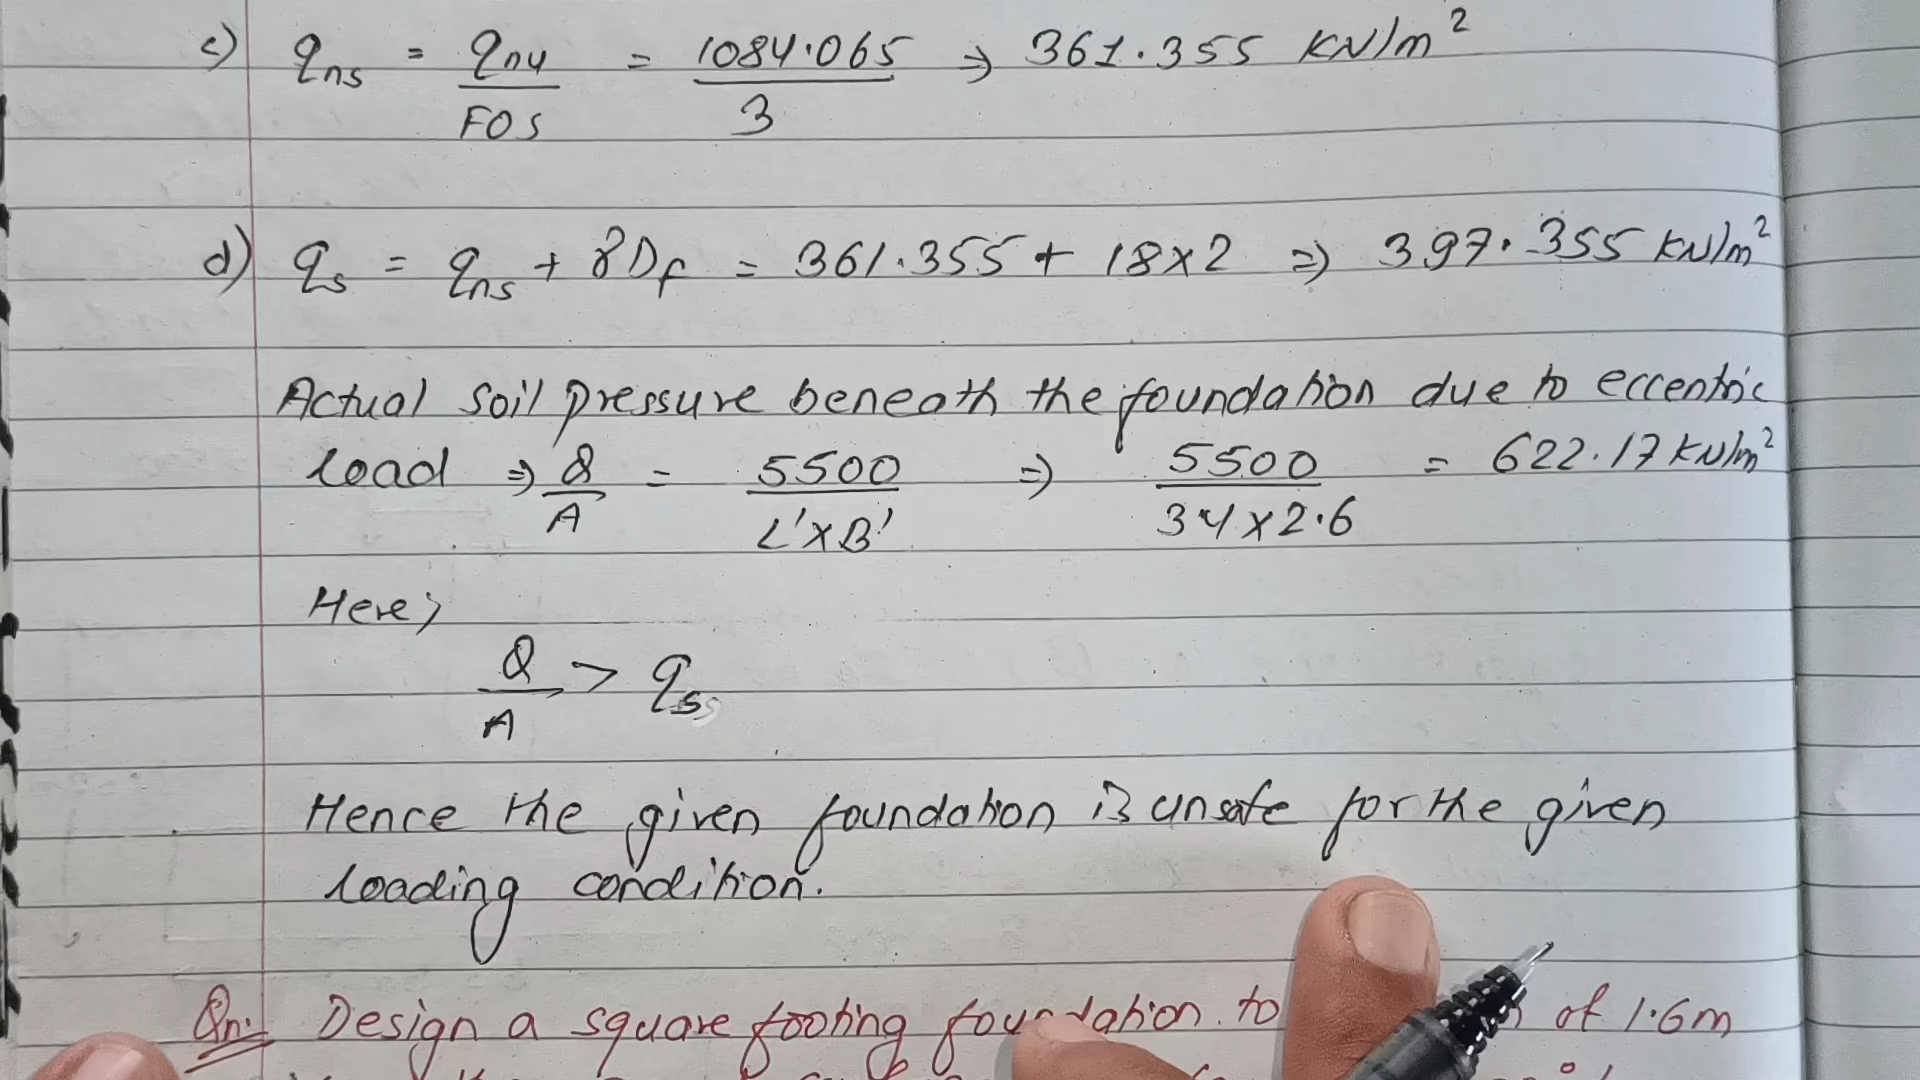 c) qns = qnu/FOS = 1084.065/3 ⇒ 361.355 KN/m²
d) qs = qns + γDf = 361.355 + 18×2 ⇒ 397.355 KN/m²
Actual soil pressure beneath the foundation due to eccentric
load ⇒ Q/A = 5500/L'×B' ⇒ 5500/34×2.6 = 622.17 KN/m²
Here,
Q/A > qs
Hence the given foundation is unsafe for the given
loading condition.
Qn: Design a square footing foundation to of 1.6m